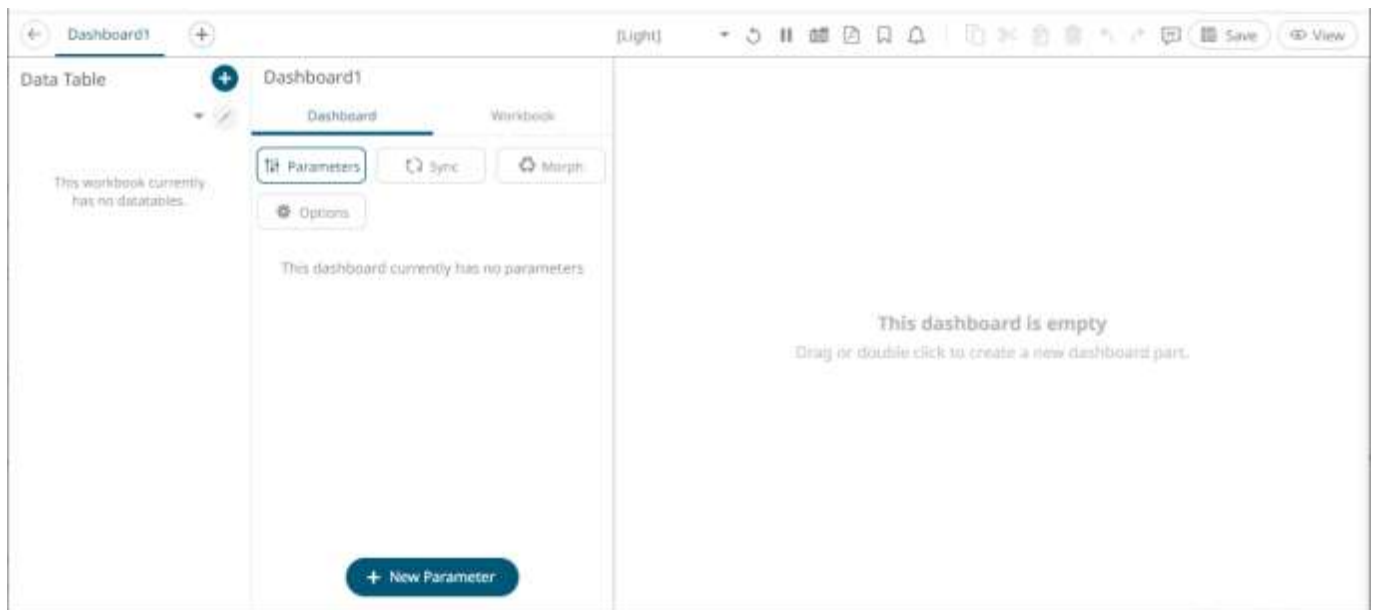 Dashboard1
[Light]
Save
View
Data Table
This workbook currently
has no datatables.
Dashboard1
Dashboard
Workbook
Parameters
Sync
Morph
Options
This dashboard currently has no parameters
New Parameter
This dashboard is empty
Drag or double click to create a new dashboard part.